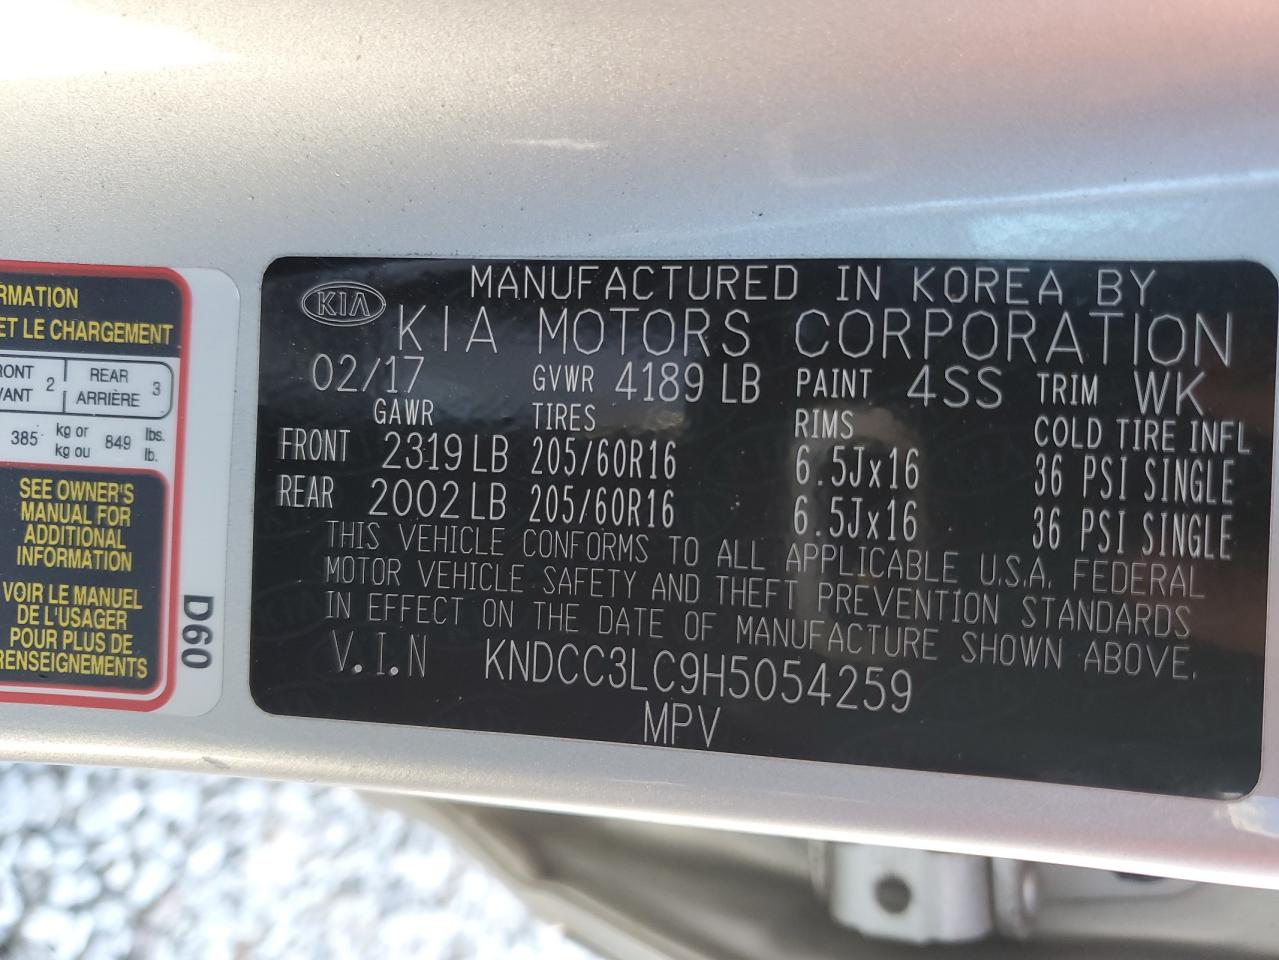 RMATION
ET LE CHARGEMENT
RONT
VANT 2
REAR
ARRIÈRE 3
385 kg or
kg ou 849 lbs.
lb.
SEE OWNER'S
MANUAL FOR
ADDITIONAL
INFORMATION
VOIR LE MANUEL
DE L'USAGER
POUR PLUS DE
RENSEIGNEMENTS
D60
MANUFACTURED IN KOREA BY
KIA KIA MOTORS CORPORATION
02/17 GVWR 4189 LB PAINT 4SS TRIM WK
GAWR TIRES RIMS COLD TIRE INFL
FRONT 2319 LB 205/60R16 6.5Jx16 36 PSI SINGLE
REAR 2002 LB 205/60R16 6.5Jx16 36 PSI SINGLE
THIS VEHICLE CONFORMS TO ALL APPLICABLE U.S.A. FEDERAL
MOTOR VEHICLE SAFETY AND THEFT PREVENTION STANDARDS
IN EFFECT ON THE DATE OF MANUFACTURE SHOWN ABOVE.
V.I.N KNDCC3LC9H5054259
MPV